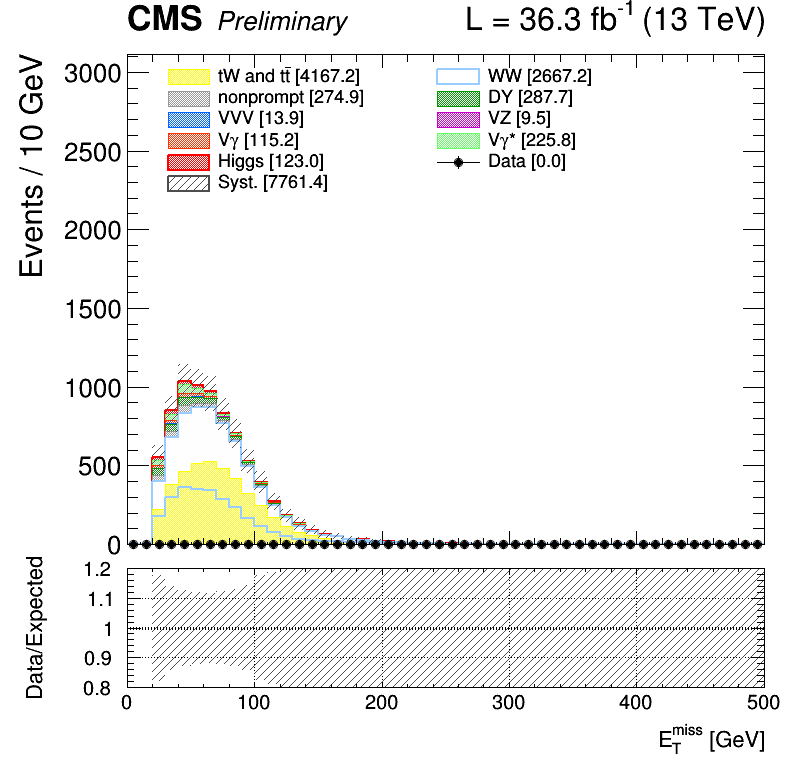 CMS Preliminary L = 36.3 fb⁻¹ (13 TeV)
Events / 10 GeV
3000
2500
2000
1500
1000
500
0
tW and tt̄ [4167.2]
nonprompt [274.9]
VVV [13.9]
Vγ [115.2]
Higgs [123.0]
Syst. [7761.4]
WW [2667.2]
DY [287.7]
VZ [9.5]
Vγ* [225.8]
Data [0.0]
Data/Expected
1.2
1.1
1
0.9
0.8
0 100 200 300 400 500
E_T^miss [GeV]